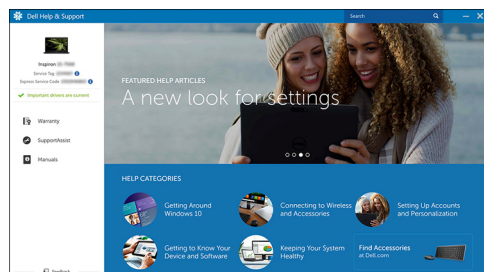 Dell Help & Support
Search
Inspiron
Service Tag
Express Service Code
Important drivers are current
Warranty
SupportAssist
Manuals
Feedback
FEATURED HELP ARTICLES
A new look for settings
HELP CATEGORIES
Getting Around
Windows 10
Connecting to Wireless
and Accessories
Setting Up Accounts
and Personalization
Getting to Know Your
Device and Software
Keeping Your System
Healthy
Find Accessories
at Dell.com